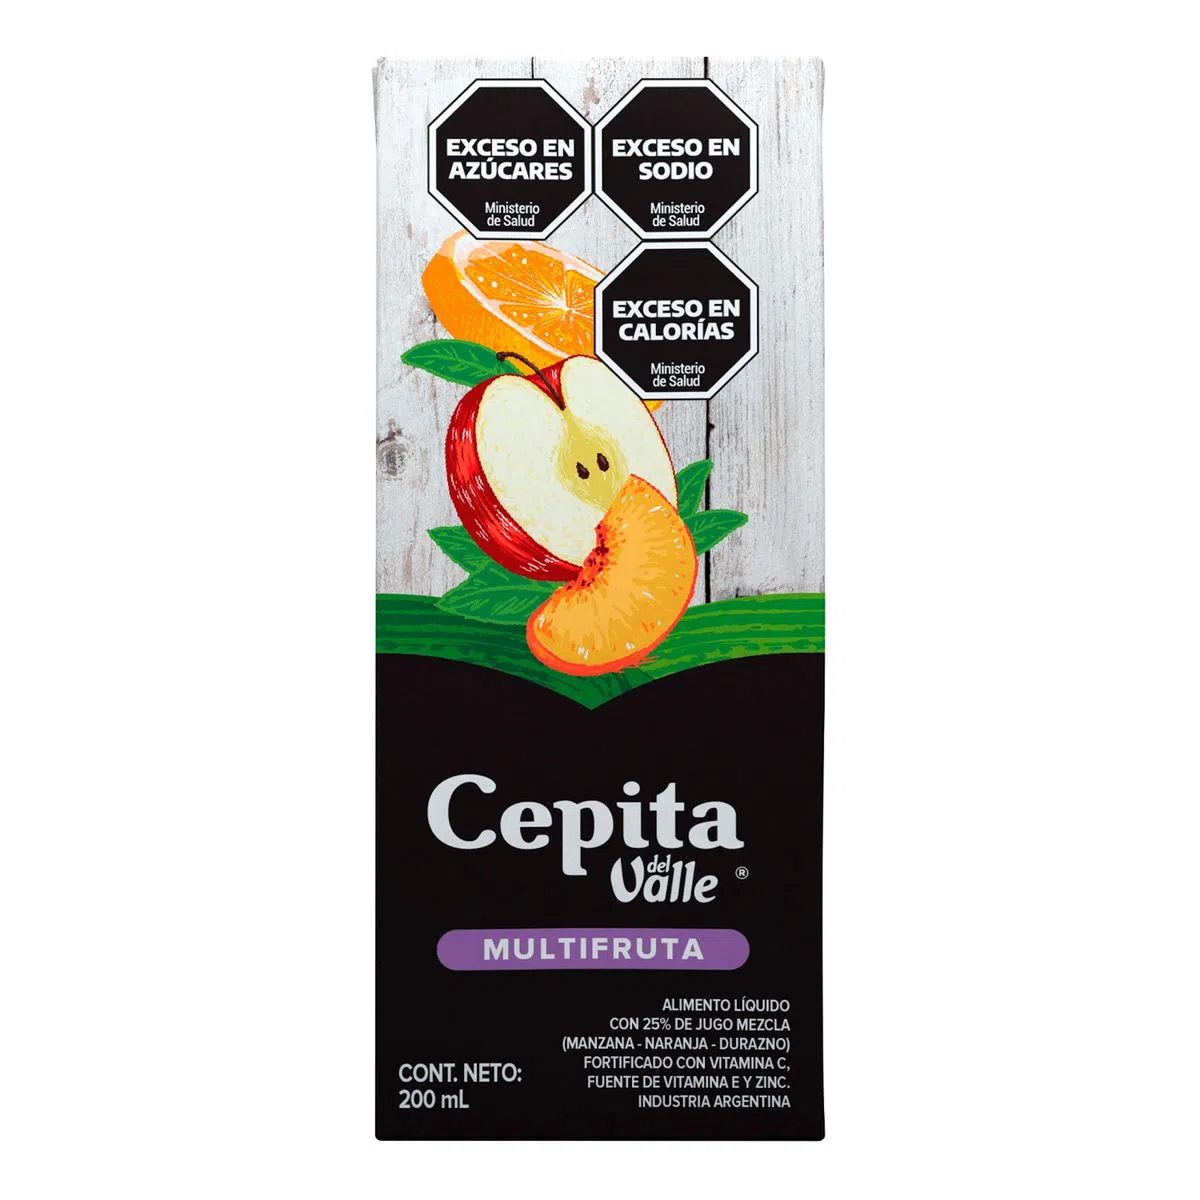 EXCESO EN
AZÚCARES
Ministerio
de Salud
EXCESO EN
SODIO
Ministerio
de Salud
EXCESO EN
CALORÍAS
Ministerio
de Salud
Cepita
del
Valle ®
MULTIFRUTA
ALIMENTO LÍQUIDO
CON 25% DE JUGO MEZCLA
(MANZANA - NARANJA - DURAZNO)
FORTIFICADO CON VITAMINA C,
FUENTE DE VITAMINA E Y ZINC.
INDUSTRIA ARGENTINA
CONT. NETO:
200 mL